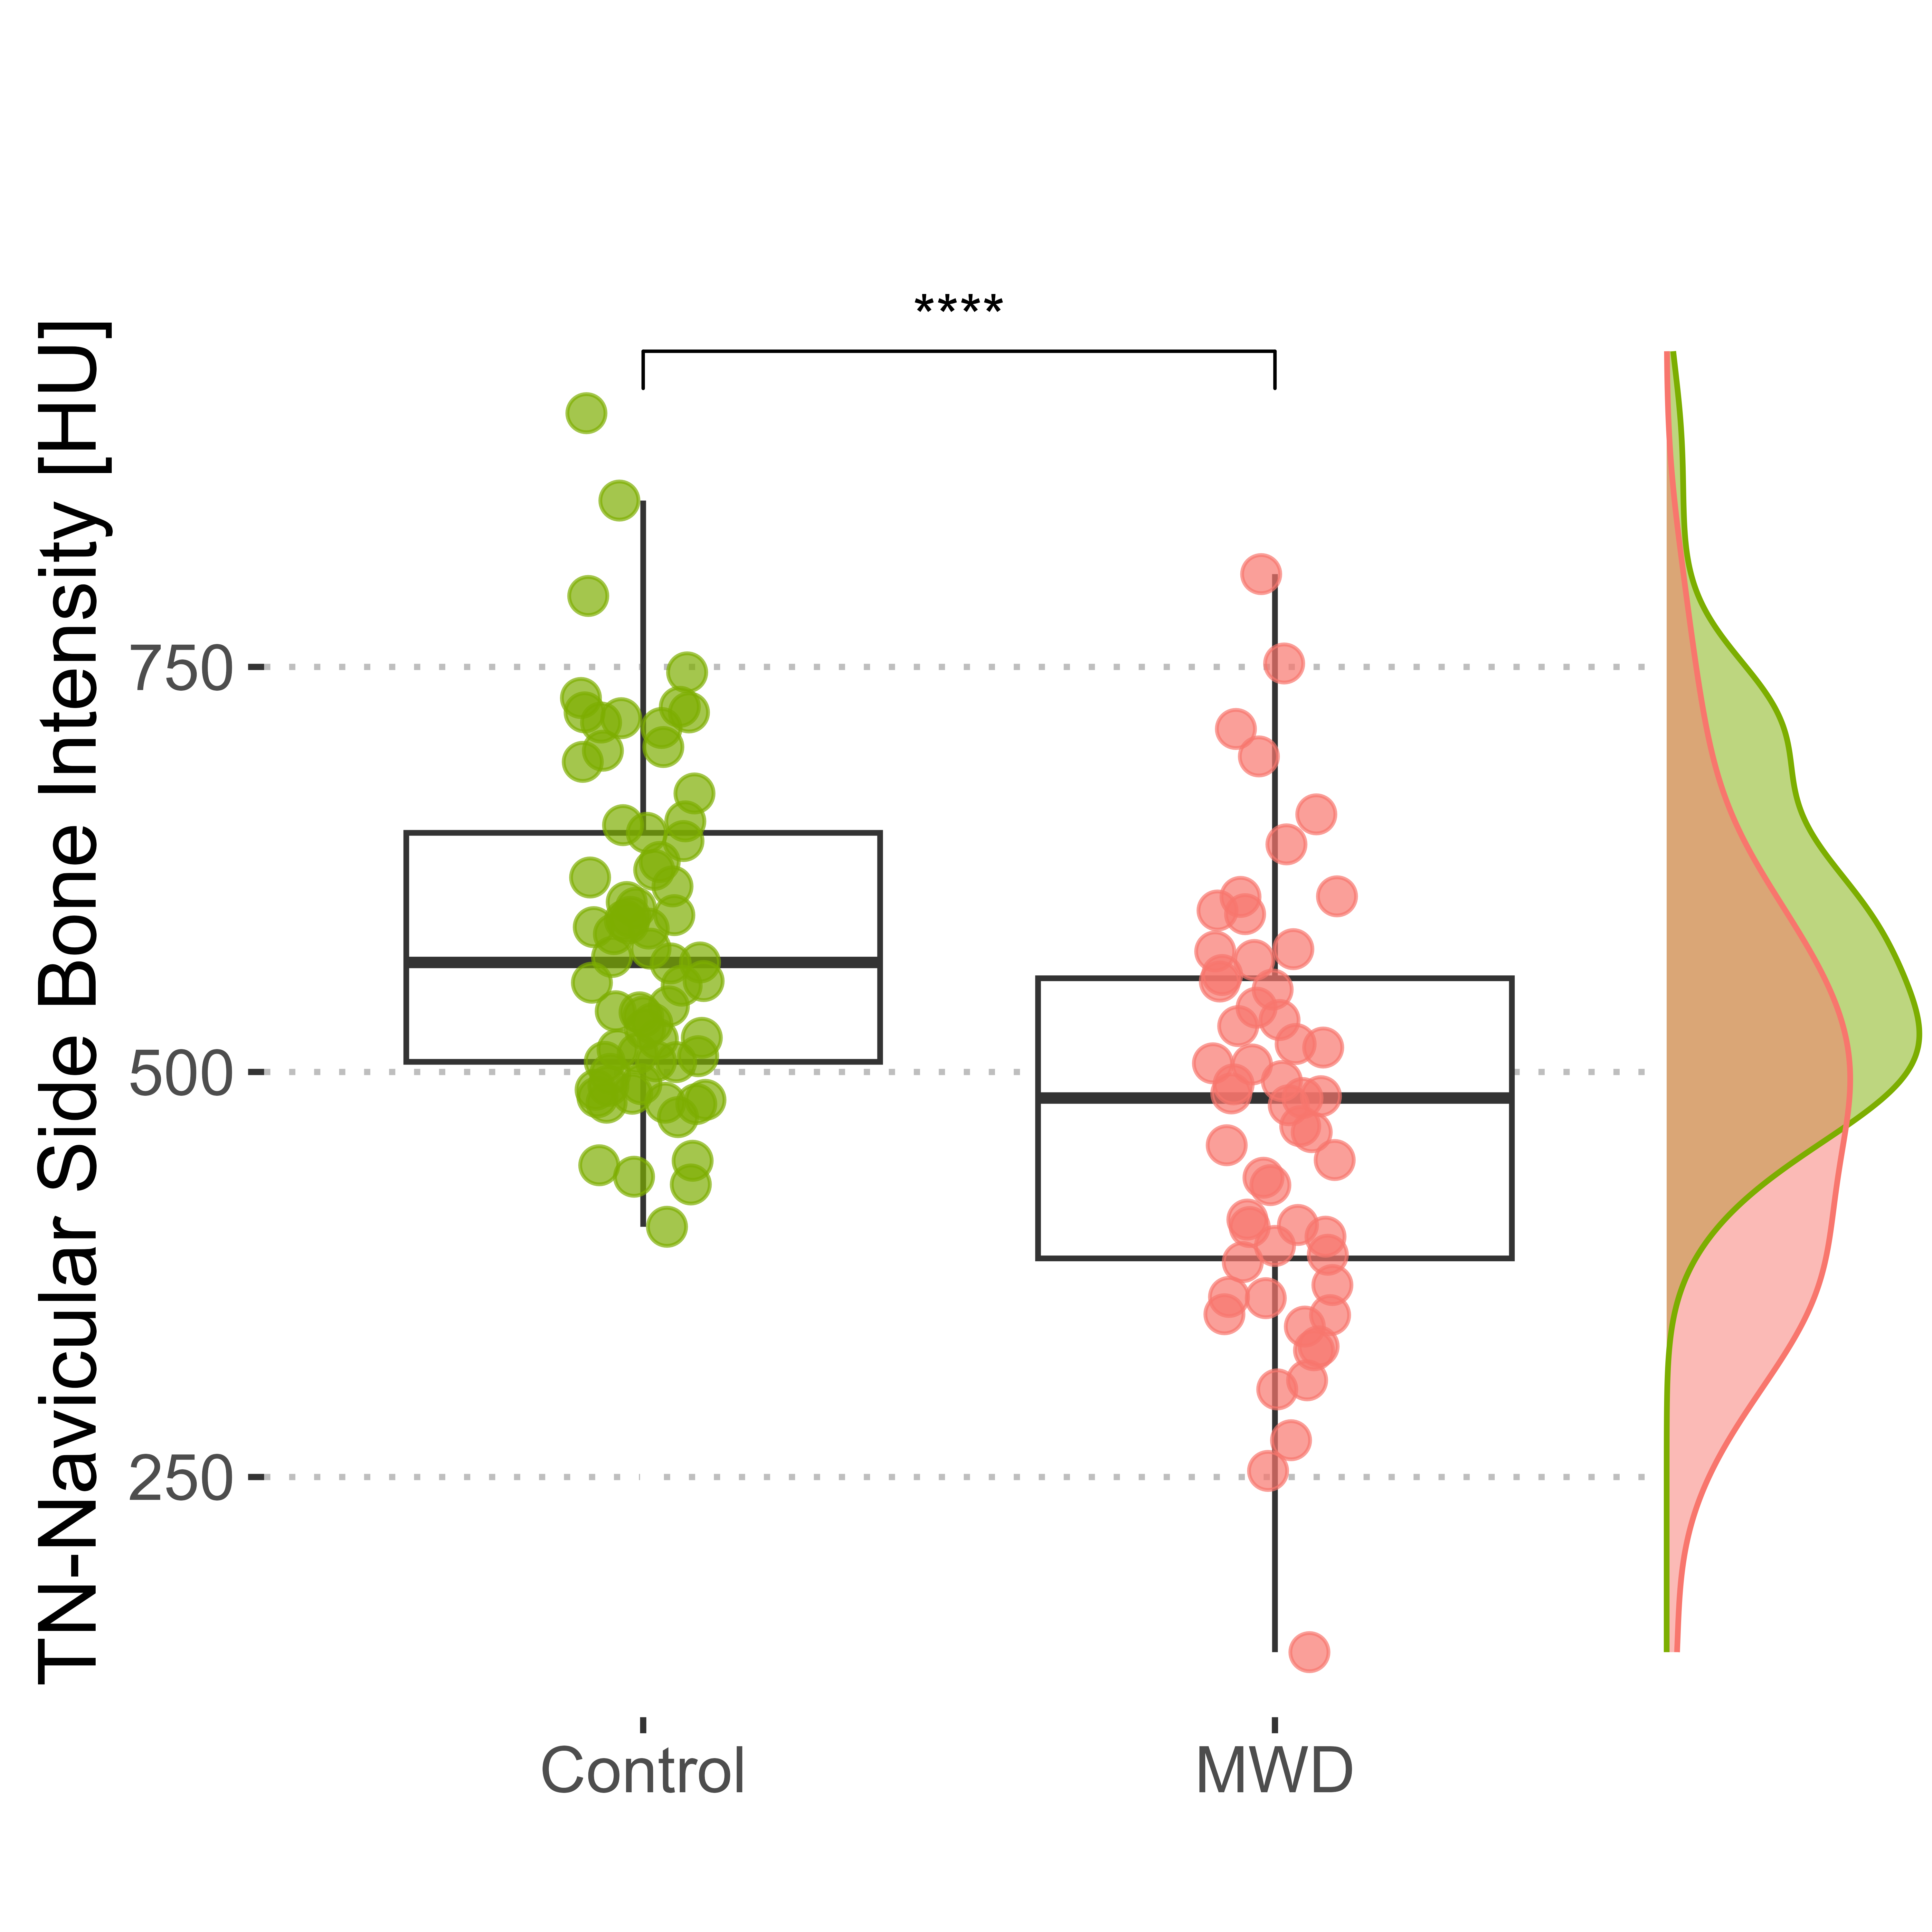 ****
TN-Navicular Side Bone Intensity [HU]
750
500
250
Control
MWD